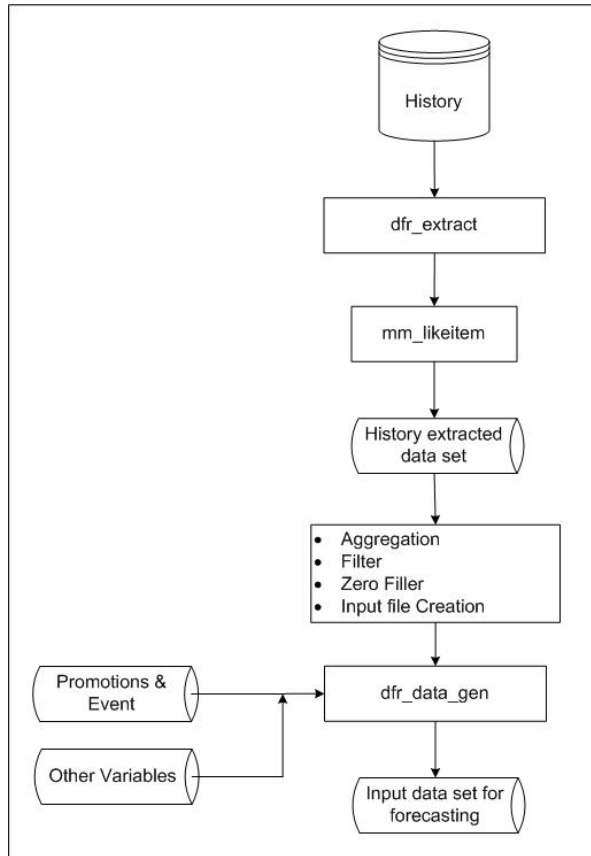 History
dfr_extract
mm_likeitem
History extracted
data set
• Aggregation
• Filter
• Zero Filler
• Input file Creation
Promotions &
Event
dfr_data_gen
Other Variables
Input data set for
forecasting